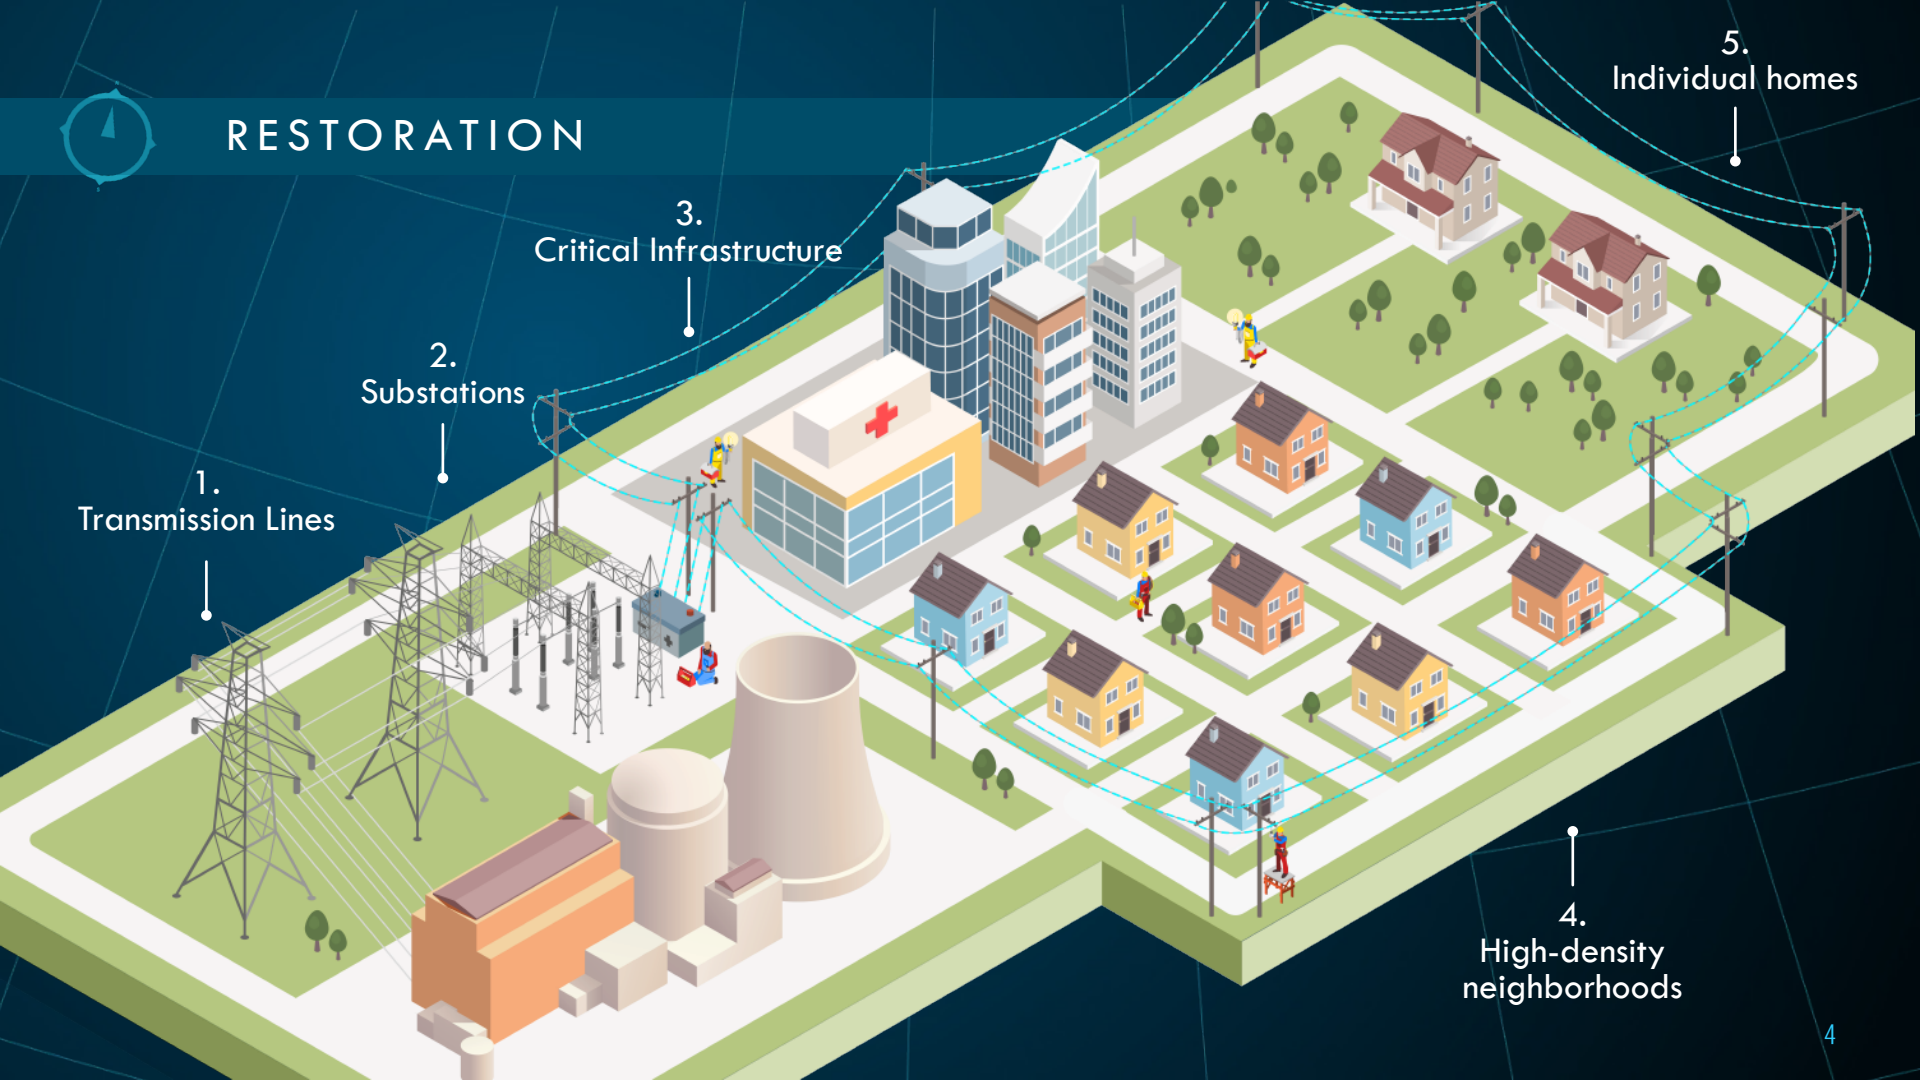 RESTORATION
1.
Transmission Lines
2.
Substations
3.
Critical Infrastructure
4.
High-density
neighborhoods
5.
Individual homes
4